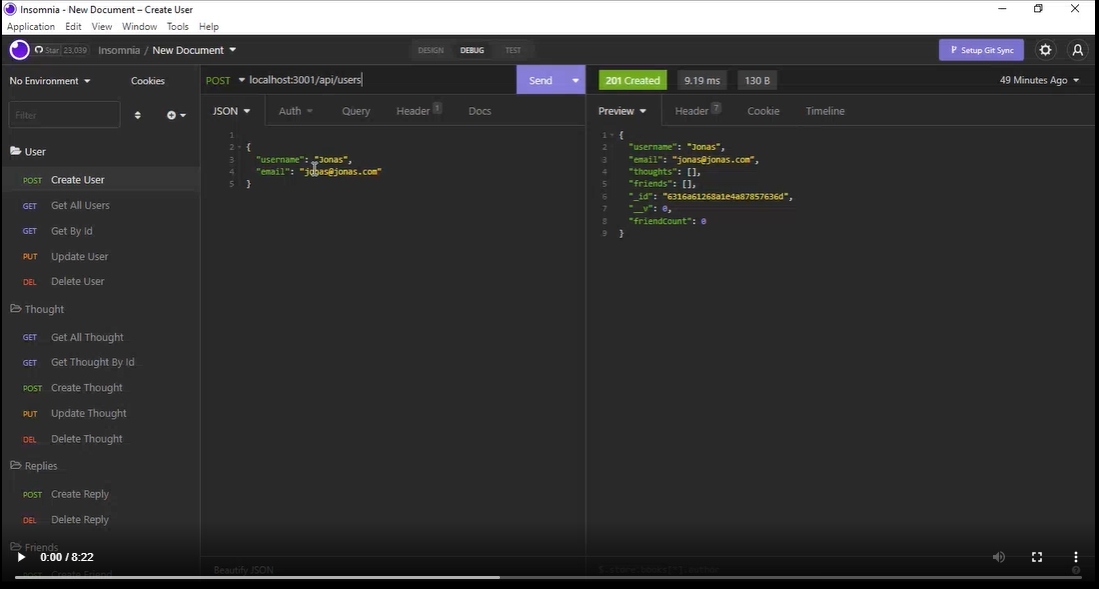 Insomnia - New Document – Create User
Application Edit View Window Tools Help
Star 23,039 Insomnia / New Document DESIGN DEBUG TEST Setup Git Sync
No Environment Cookies POST localhost:3001/api/users Send 201 Created 9.19 ms 130 B 49 Minutes Ago
Filter JSON Auth Query Header 1 Docs Preview Header 7 Cookie Timeline
User
POST Create User
GET Get All Users
GET Get By Id
PUT Update User
DEL Delete User
Thought
GET Get All Thought
GET Get Thought By Id
POST Create Thought
PUT Update Thought
DEL Delete Thought
Replies
POST Create Reply
DEL Delete Reply
Friends
POST Create Friend
1
2 {
3 "username": "Jonas",
4 "email": "jonas@jonas.com"
5 }
Beautify JSON
1 {
2 "username": "Jonas",
3 "email": "jonas@jonas.com",
4 "thoughts": [],
5 "friends": [],
6 "_id": "6316a61268a1e4a87857636d",
7 "__v": 0,
8 "friendCount": 0
9 }
$.store.books[*].author
0:00 / 8:22